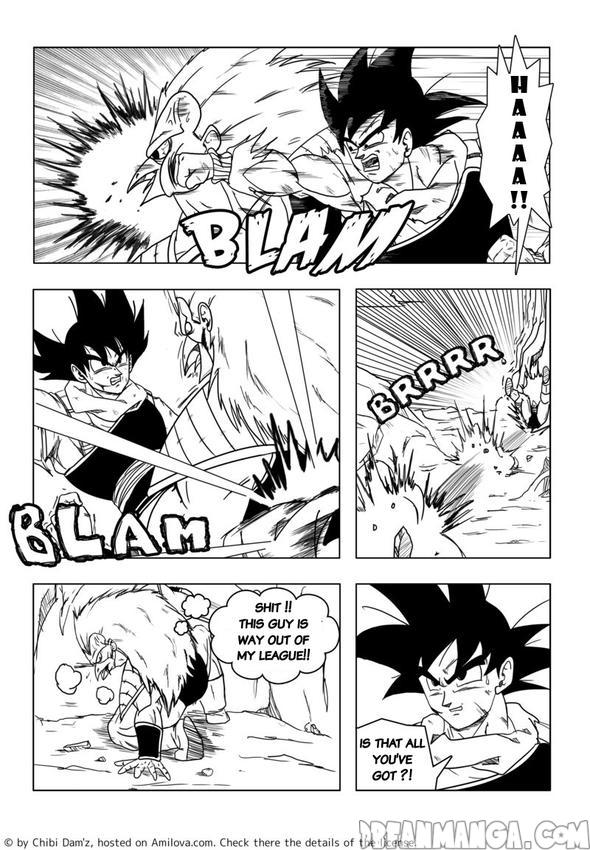 HAAAA!!
BLAM
BRRRR
BLAM
SHIT !!
THIS GUY IS
WAY OUT OF
MY LEAGUE!!
IS THAT ALL
YOU'VE
GOT ?!
DREAMMANGA.COM
© by Chibi Dam'z, hosted on Amilova.com. Check there the details of the license.